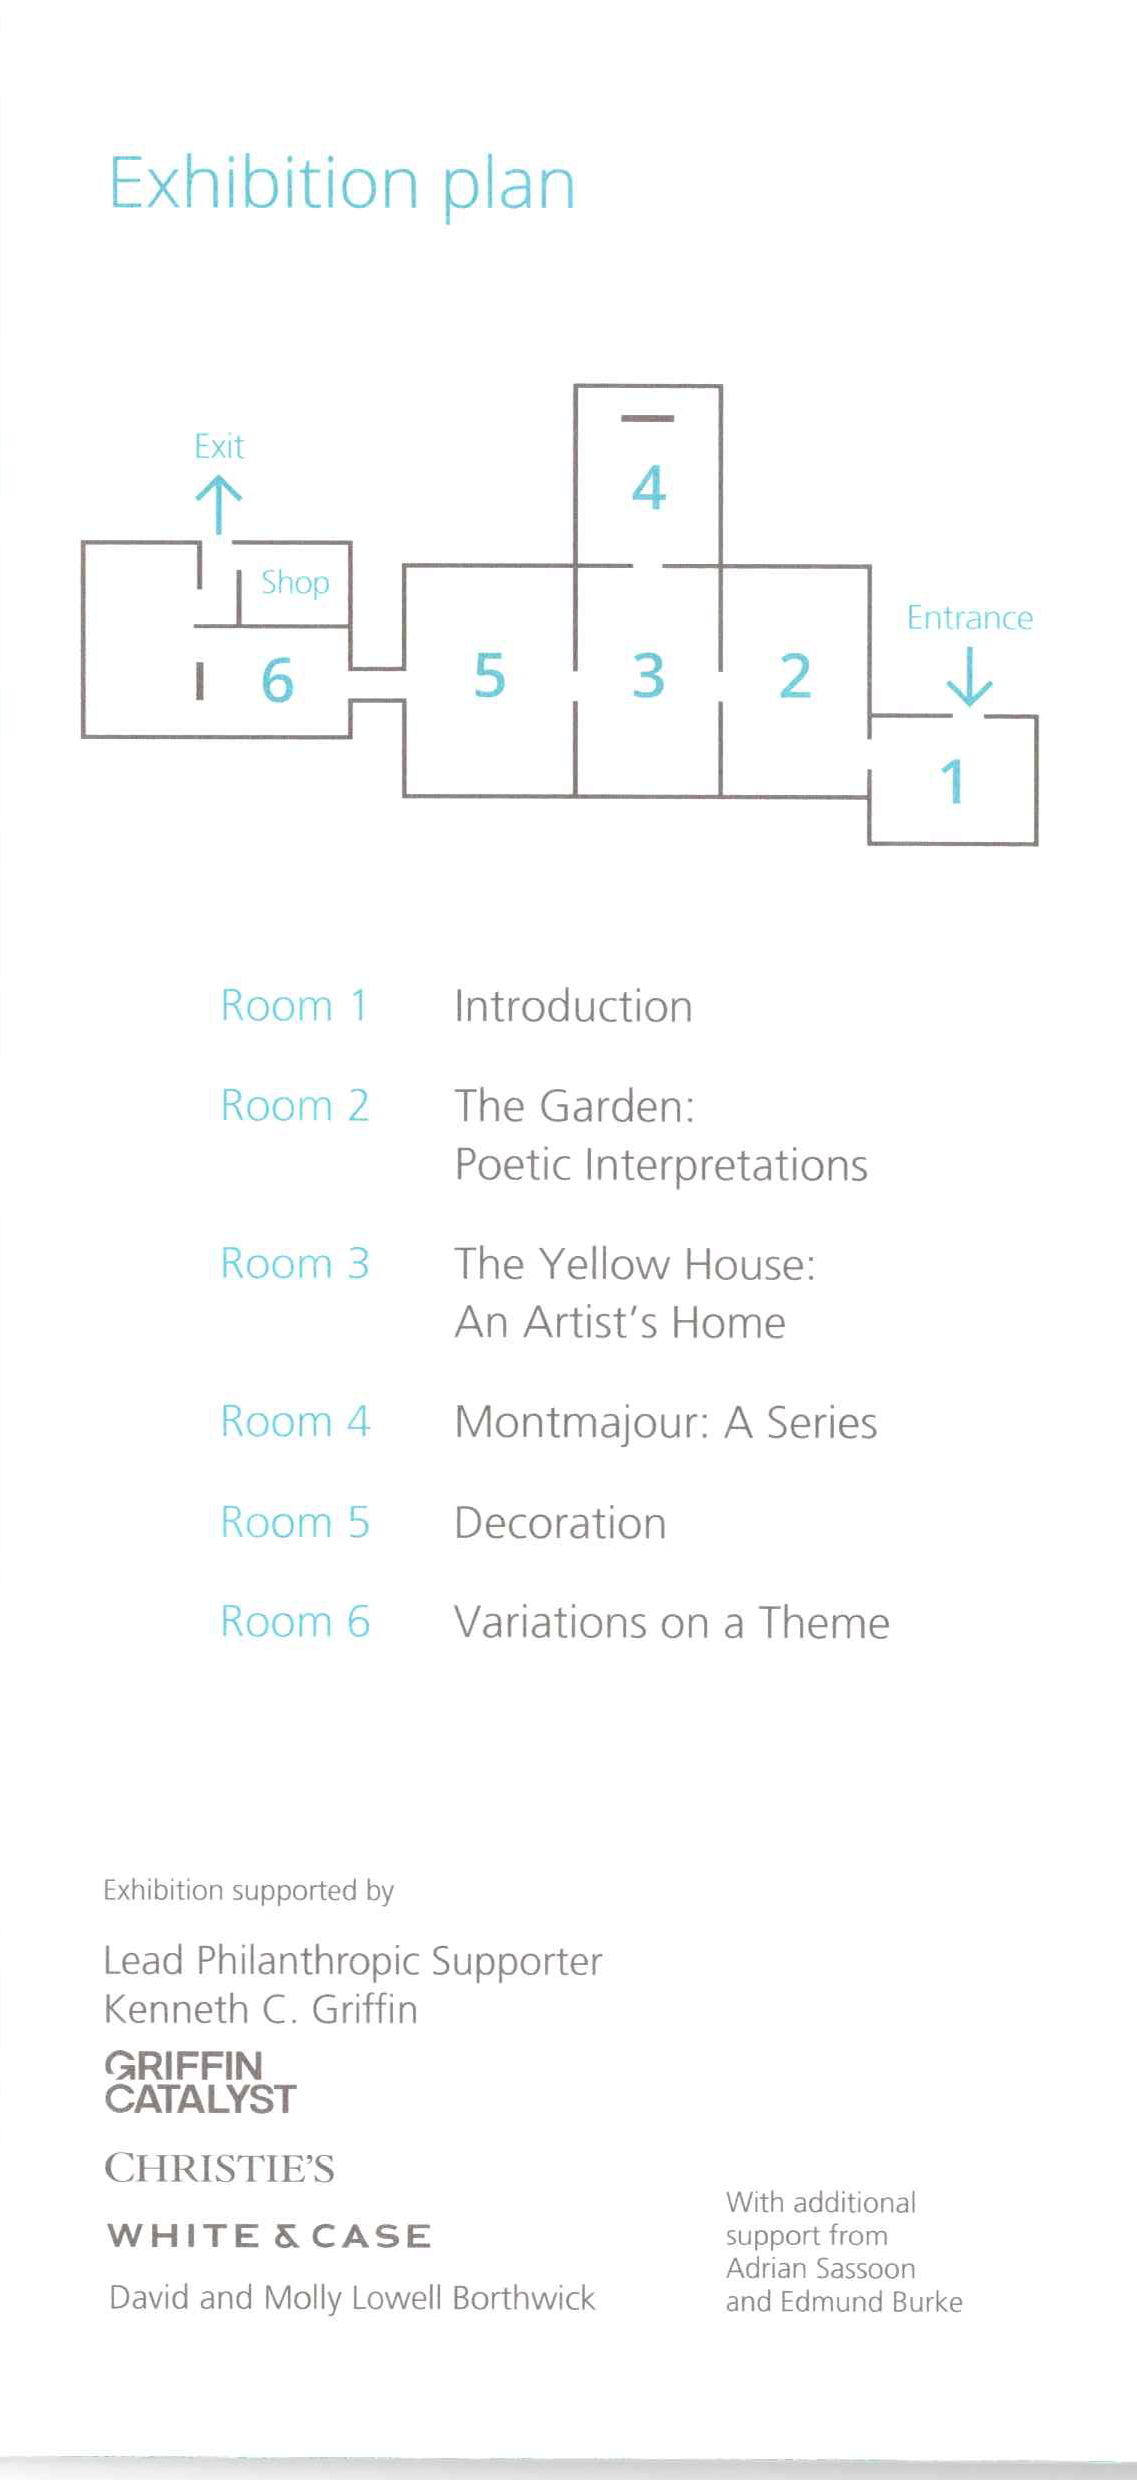 Exhibition plan
4
Exit
Shop
Entrance
6
5
3
2
1
Room 1 Introduction
Room 2 The Garden:
Poetic Interpretations
Room 3 The Yellow House:
An Artist’s Home
Room 4 Montmajour: A Series
Room 5 Decoration
Room 6 Variations on a Theme
Exhibition supported by
Lead Philanthropic Supporter
Kenneth C. Griffin
GRIFFIN
CATALYST
CHRISTIE’S
WHITE & CASE
David and Molly Lowell Borthwick
With additional
support from
Adrian Sassoon
and Edmund Burke